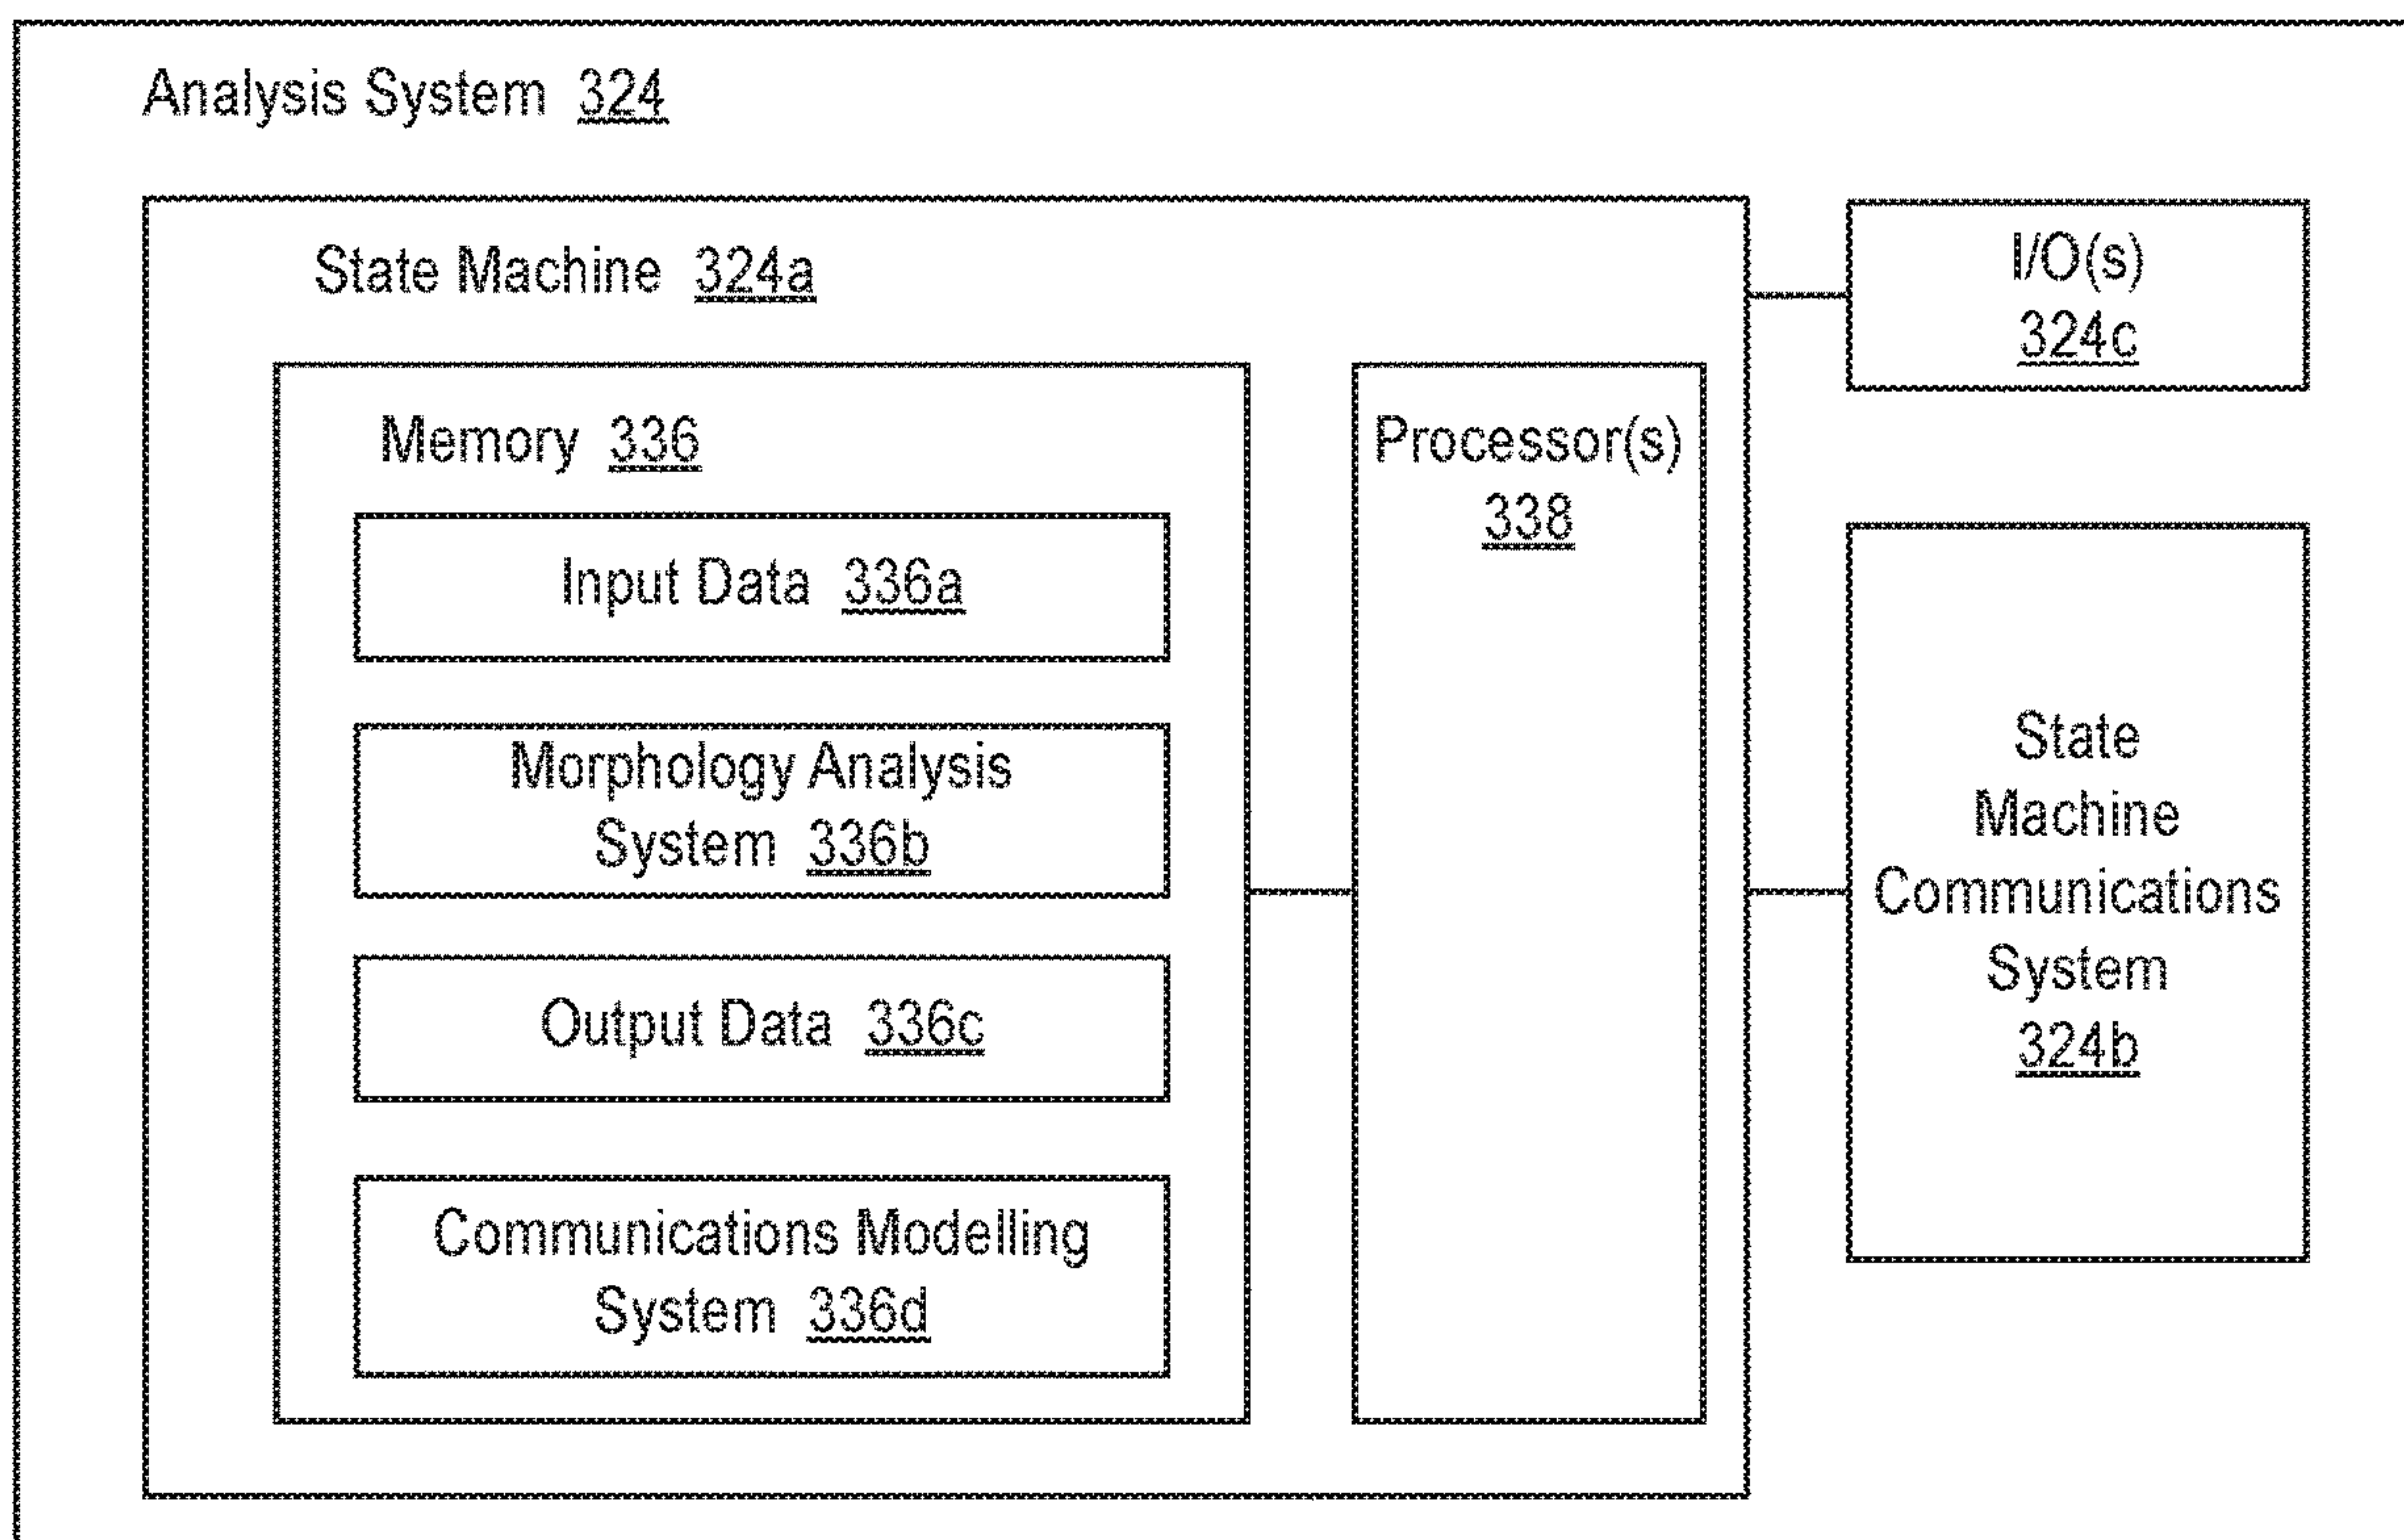 Analysis System 324
State Machine 324a
I/O(s)
324c
Memory 336
Processor(s)
338
Input Data 336a
Morphology Analysis
System 336b
Output Data 336c
Communications Modelling
System 336d
State
Machine
Communications
System
324b